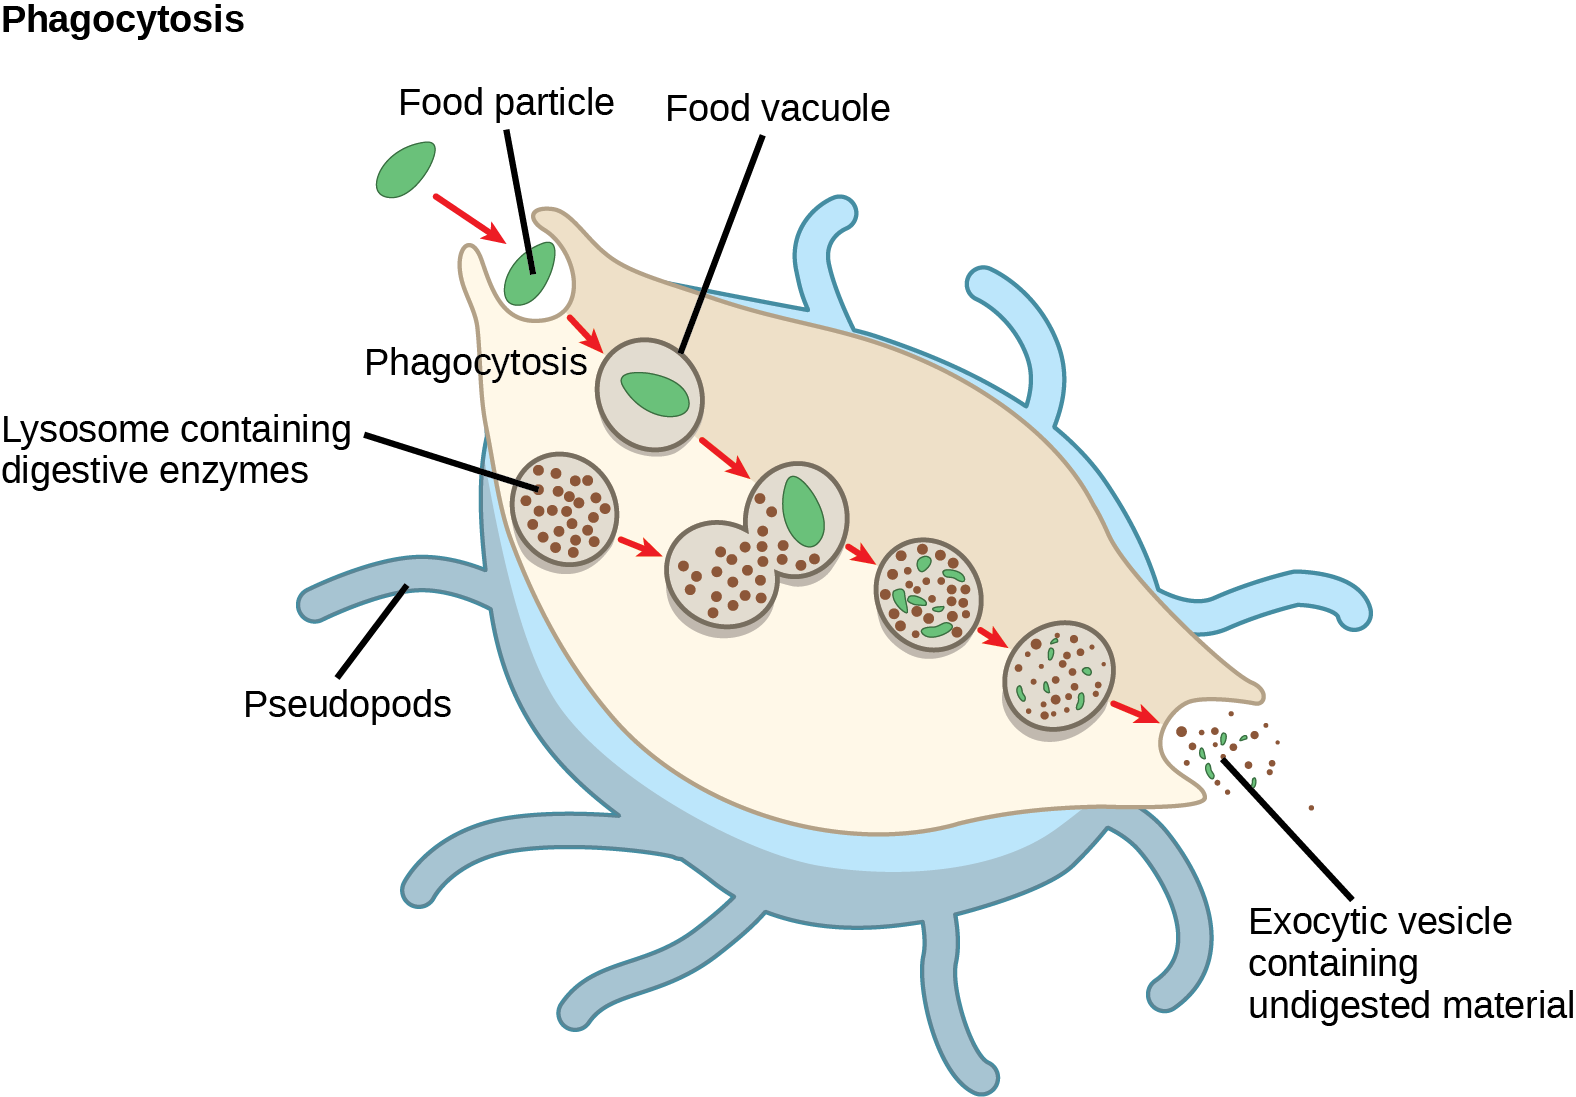 Phagocytosis
Food particle
Food vacuole
Phagocytosis
Lysosome containing
digestive enzymes
Pseudopods
Exocytic vesicle
containing
undigested material